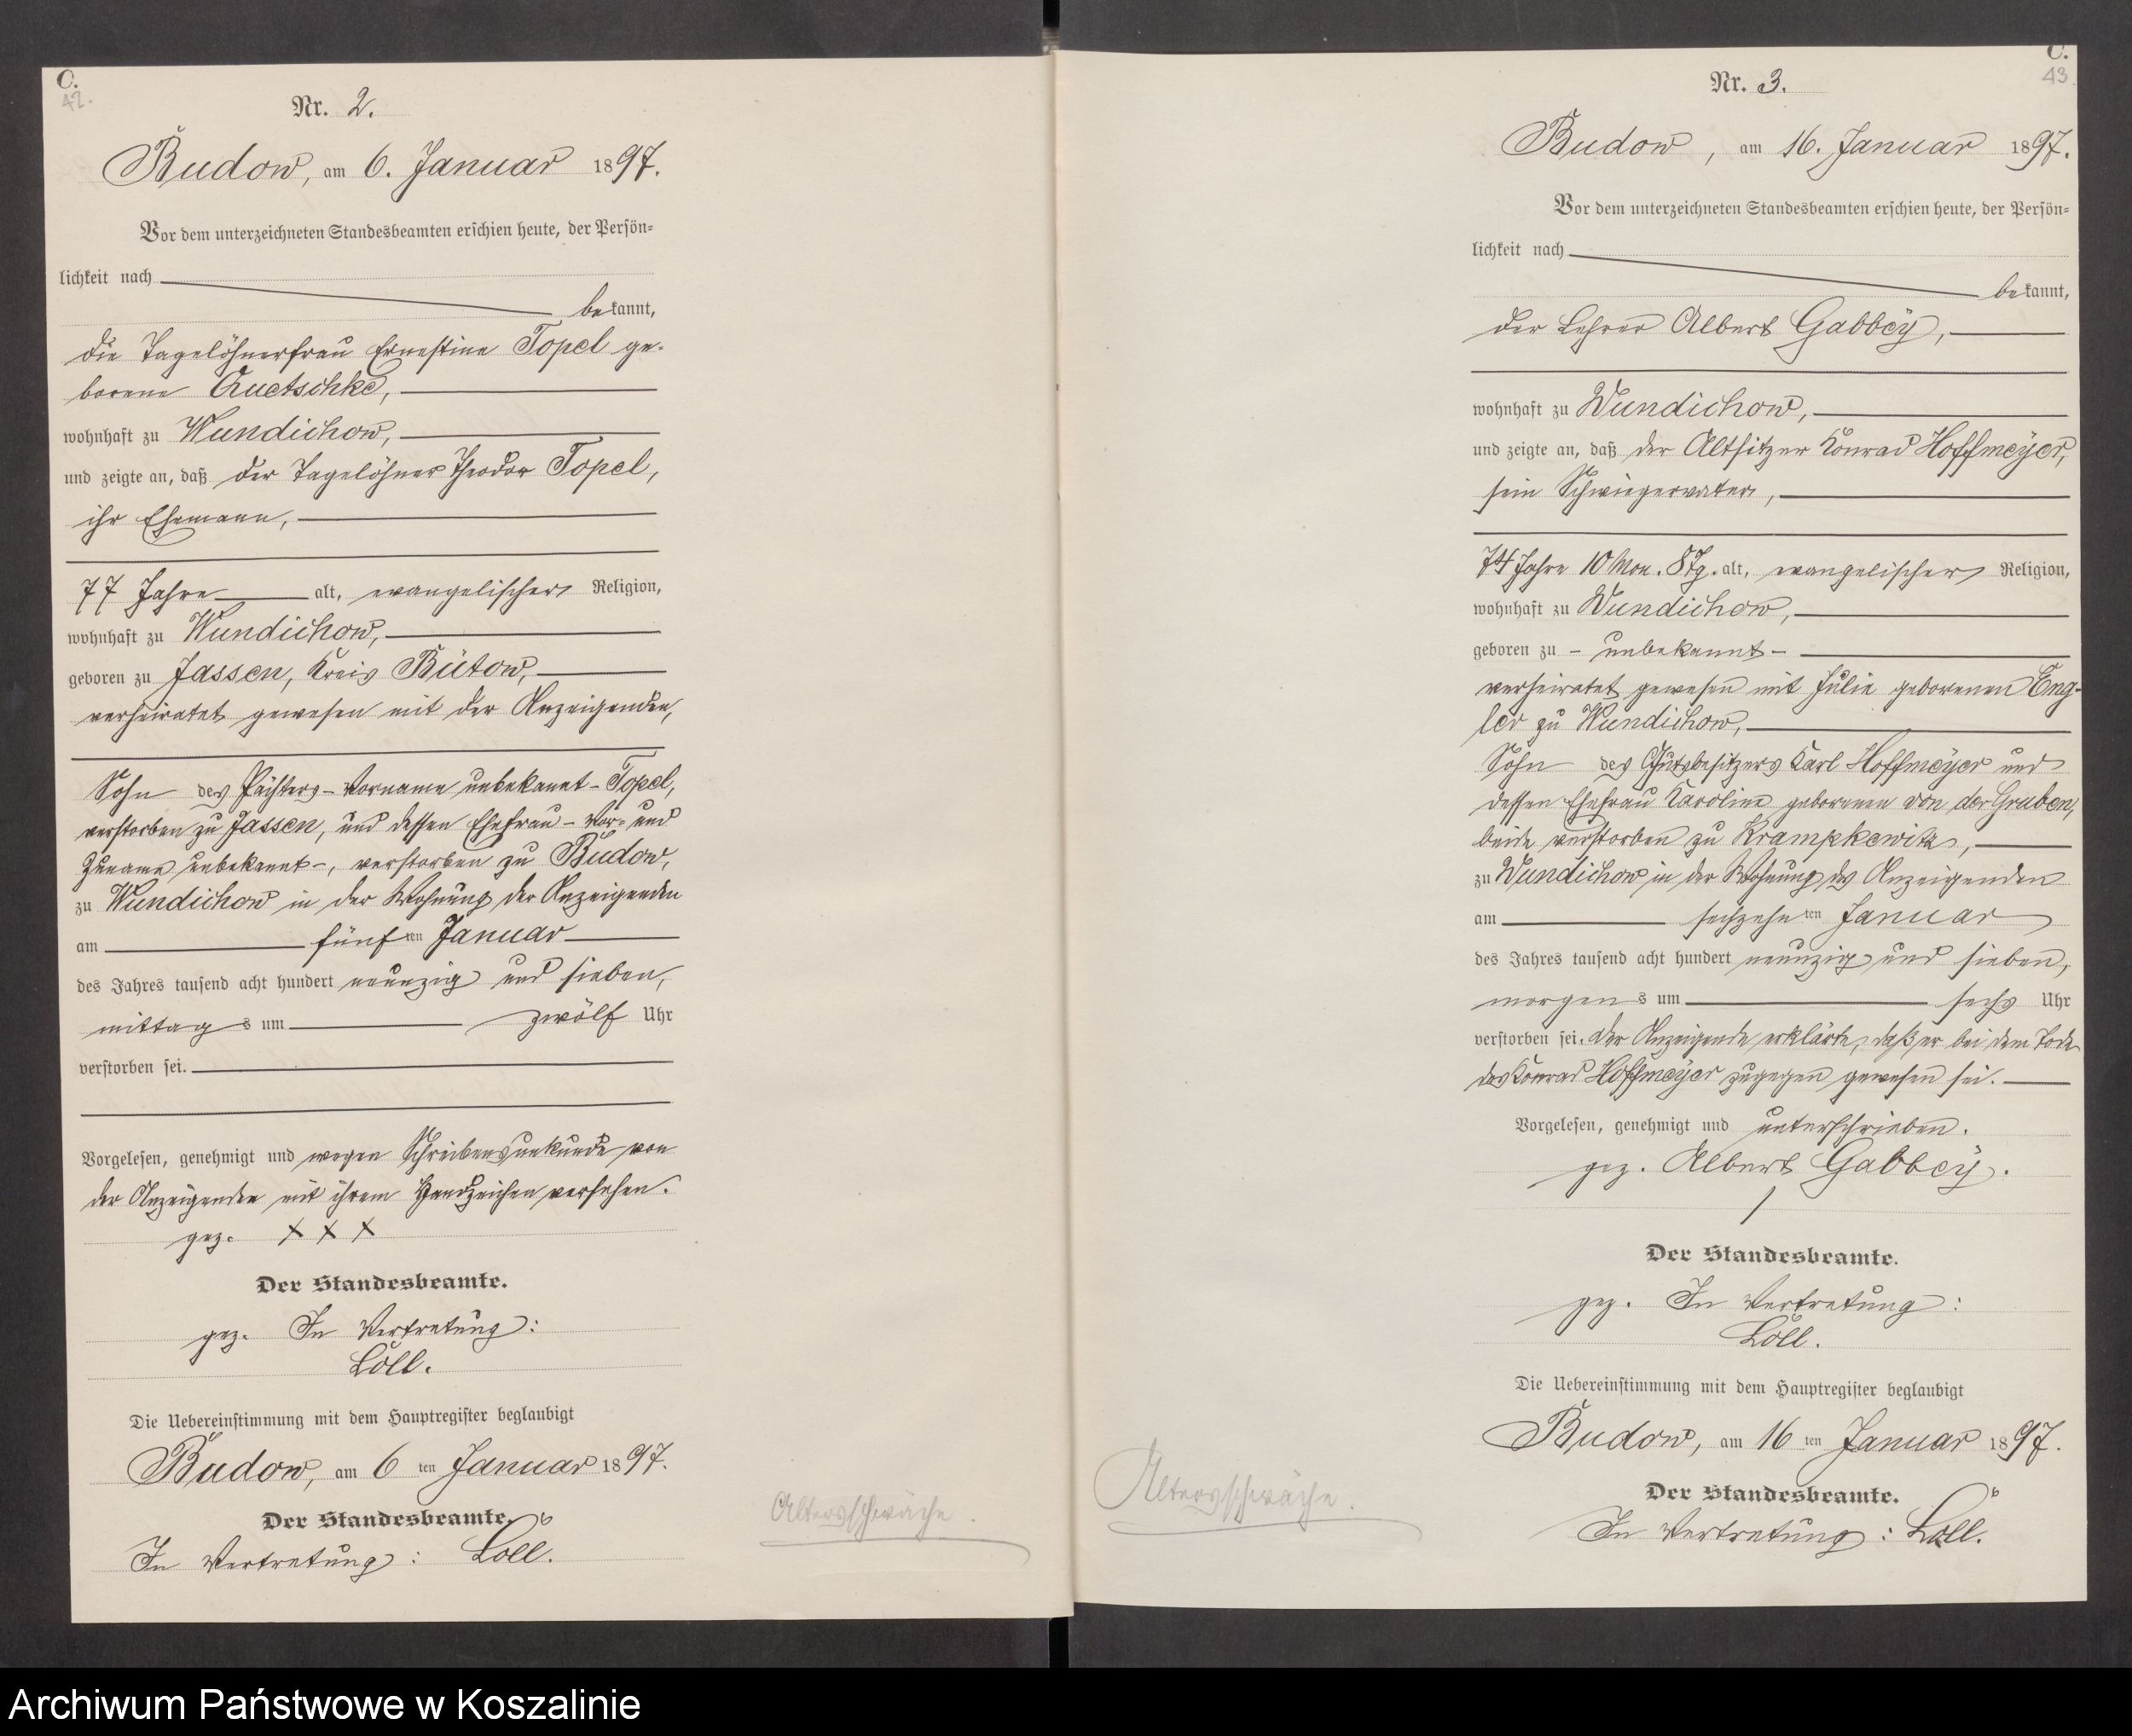 C.
42.
Nr. 2.
Budow, am 6. Januar 1897.
Vor dem unterzeichneten Standesbeamten erschien heute, der Persön-
lichkeit nach
bekannt,
die Tagelöhnerfrau Ernestine Topel ge-
borene Quetschke,
wohnhaft zu Wundichow,
und zeigte an, daß der Tagelöhner Theodor Topel,
ihr Ehemann,
77 Jahre alt, evangelischer Religion,
wohnhaft zu Wundichow,
geboren zu Jassen, Kreis Bütow,
verheiratet gewesen mit der Anzeigenden,
Sohn des Pächters - Vorname unbekannt - Topel,
verstorben zu Jassen, und dessen Ehefrau - Vor- und
Zuname unbekannt -, verstorben zu Budow,
zu Wundichow in der Wohnung der Anzeigenden
am fünften Januar
des Jahres tausend acht hundert neunzig und sieben,
mittags um zwölf Uhr
verstorben sei.
Vorgelesen, genehmigt und wegen Schreibensunkunde von
der Anzeigenden mit ihrem Handzeichen versehen.
gez. X X X
Der Standesbeamte.
gez. In Vertretung:
Löll.
Die Uebereinstimmung mit dem Hauptregister beglaubigt
Budow, am 6ten Januar 1897.
Der Standesbeamte.
In Vertretung: Löll.
Altersschwäche.
C.
43
Nr. 3.
Budow, am 16. Januar 1897.
Vor dem unterzeichneten Standesbeamten erschien heute, der Persön-
lichkeit nach
bekannt,
der Lehrer Albert Gabbey,
wohnhaft zu Wundichow,
und zeigte an, daß der Altsitzer Konrad Hoffmeyer,
sein Schwiegervater,
74 Jahre 10 Mon. 8 Tg. alt, evangelischer Religion,
wohnhaft zu Wundichow,
geboren zu - unbekannt -
verheiratet gewesen mit Julie geborenen Eng-
ler zu Wundichow,
Sohn des Gutsbesitzers Karl Hoffmeyer und
dessen Ehefrau Karoline geborenen von der Gruben,
beide verstorben zu Krampkewitz,
zu Wundichow in der Wohnung des Anzeigenden
am sechzehnten Januar
des Jahres tausend acht hundert neunzig und sieben,
morgens um sechs Uhr
verstorben sei. Der Anzeigende erklärte, daß er bei dem Tode
des Konrad Hoffmeyer zugegen gewesen sei.
Vorgelesen, genehmigt und unterschrieben.
gez. Albert Gabbey.
Der Standesbeamte.
gez. In Vertretung:
Löll.
Die Uebereinstimmung mit dem Hauptregister beglaubigt
Budow, am 16ten Januar 1897.
Der Standesbeamte.
In Vertretung: Löll.
Altersschwäche.
Archiwum Państwowe w Koszalinie